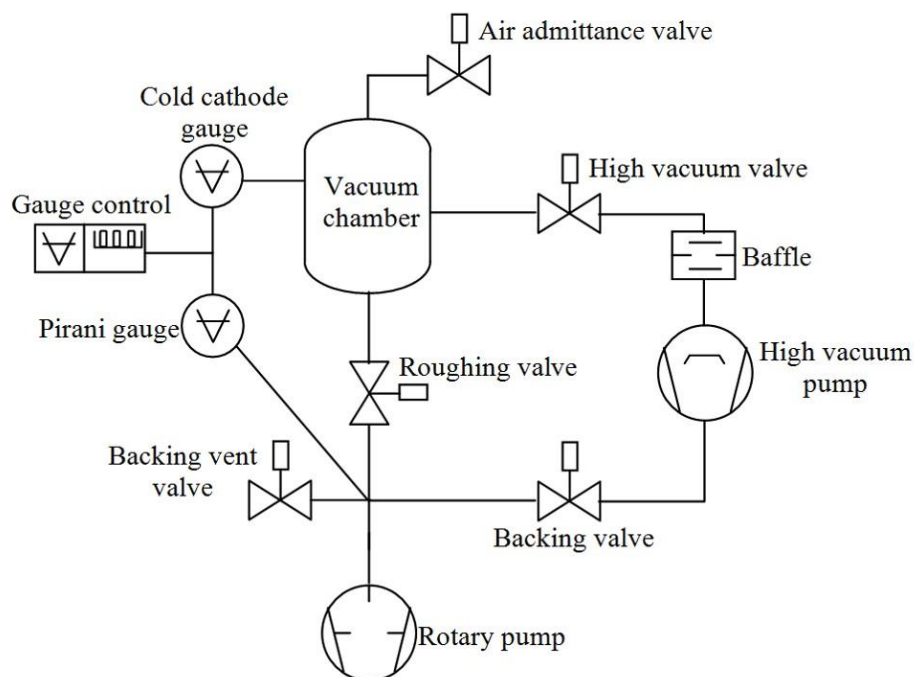 Air admittance valve
Cold cathode
gauge
High vacuum valve
Vacuum
chamber
Gauge control
Baffle
Pirani gauge
High vacuum
pump
Roughing valve
Backing vent
valve
Backing valve
Rotary pump